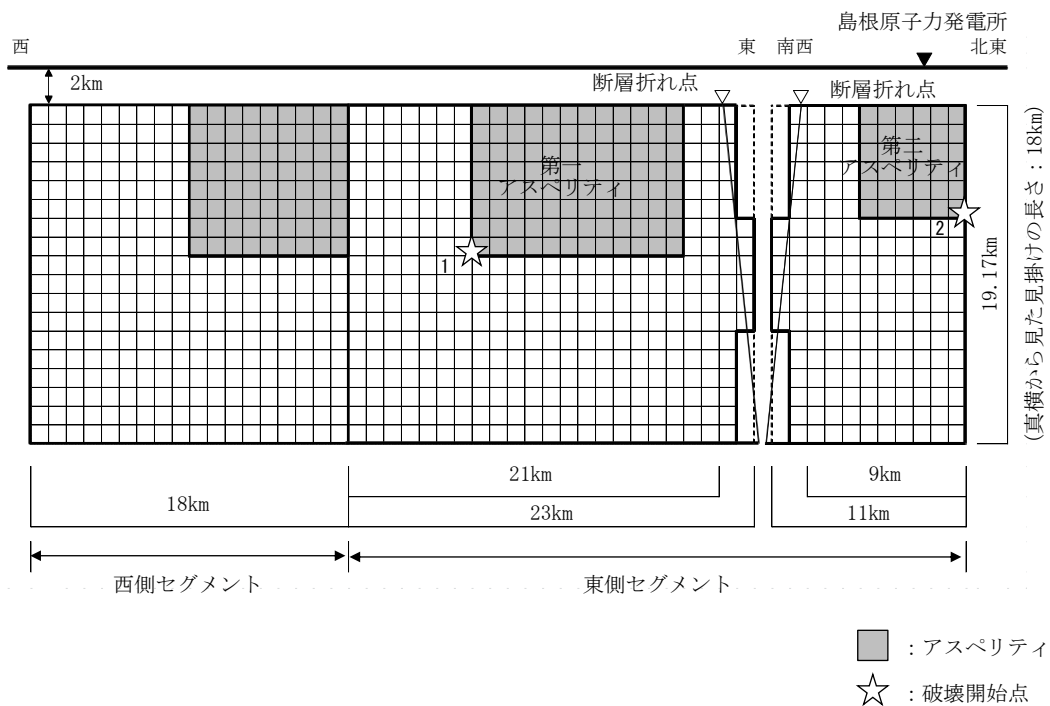 島根原子力発電所
西
東
南西
北東
2km
断層折れ点
断層折れ点
第一
アスペリティ
第二
アスペリティ
1
2
19.17km
(真横から見た見掛けの長さ:18km)
21km
9km
18km
23km
11km
西側セグメント
東側セグメント
:アスペリティ
:破壊開始点